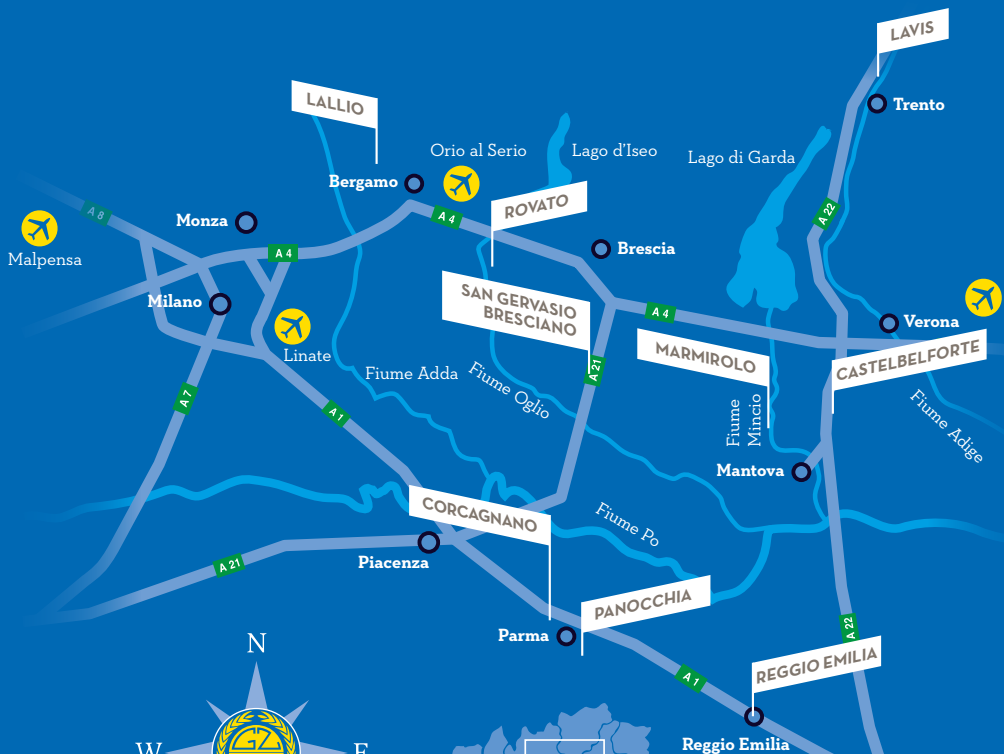 LAVIS
Trento
LALLIO
Orio al Serio
Lago d'Iseo
Lago di Garda
Bergamo
ROVATO
A 8
Monza
A 4
A 22
Malpensa
A 4
Brescia
SAN GERVASIO
BRESCIANO
Milano
A 4
Verona
Linate
MARMIROLO
CASTELBELFORTE
Fiume Adda
Fiume Oglio
A 21
A 7
A 1
Fiume
Mincio
Fiume Adige
Mantova
CORCAGNANO
Fiume Po
Piacenza
A 21
PANOCCHIA
Parma
A 22
N
A 1
REGGIO EMILIA
GZ
W
E
Reggio Emilia